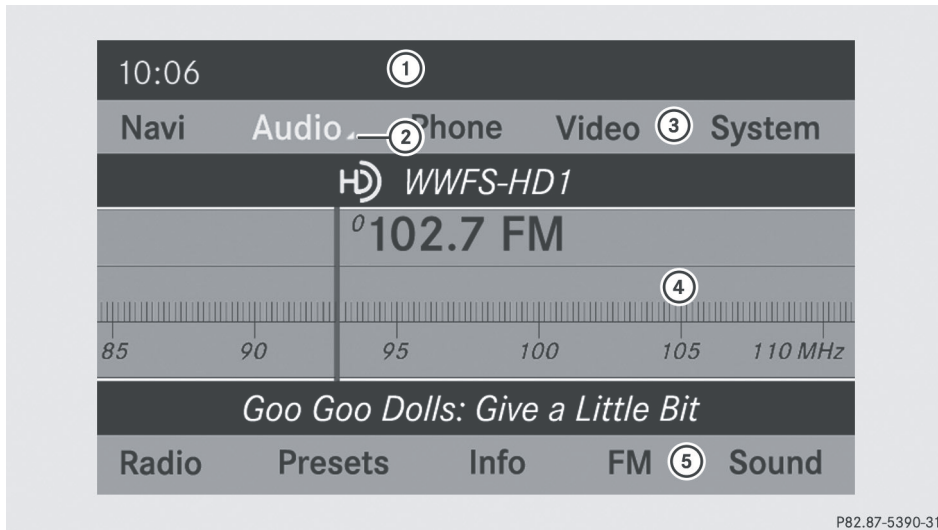 10:06 1
Navi Audio 2 Phone Video 3 System
HD WWFS-HD1
0 102.7 FM
4
85 90 95 100 105 110 MHz
Goo Goo Dolls: Give a Little Bit
Radio Presets Info FM 5 Sound
P82.87-5390-31